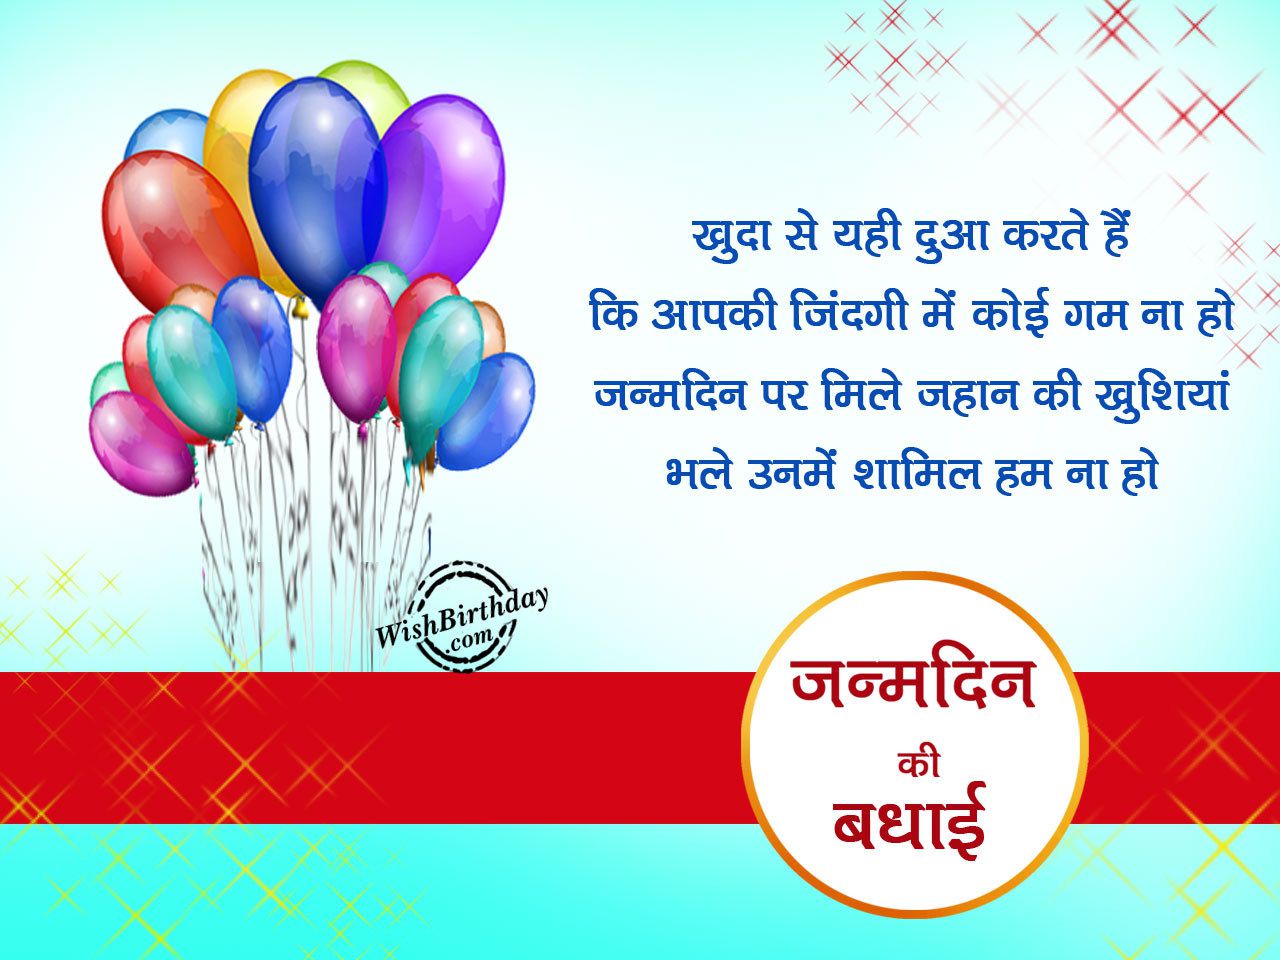 खुदा से यही दुआ करते हैं
कि आपकी जिंदगी में कोई गम ना हो
जन्मदिन पर मिले जहान की खुशियां
भले उनमें शामिल हम ना हो
WishBirthday
.com
जन्मदिन
की
बधाई